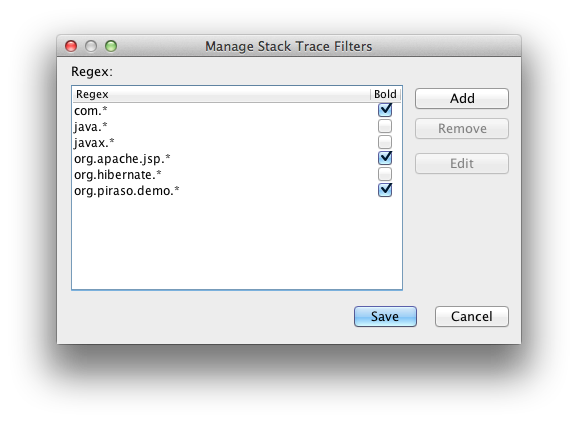 Manage Stack Trace Filters
Regex:
Regex Bold
com.*
java.*
javax.*
org.apache.jsp.*
org.hibernate.*
org.piraso.demo.*
Add
Remove
Edit
Save Cancel